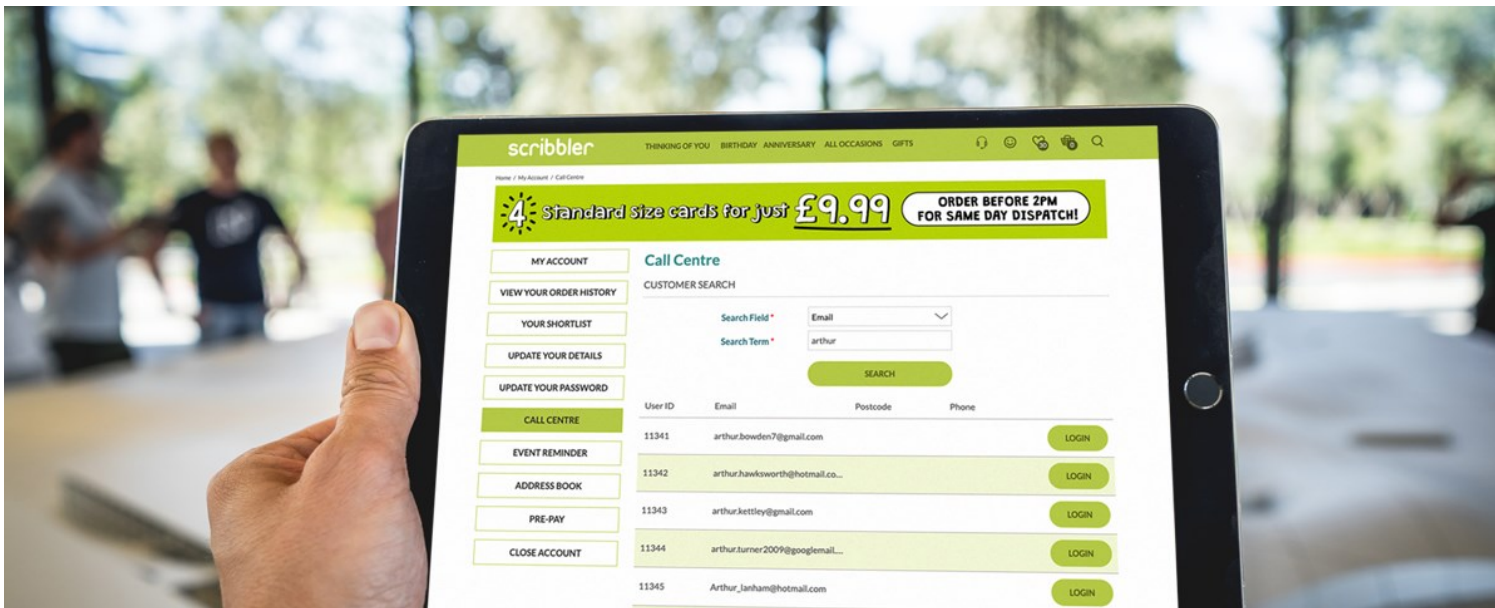 scribbler
THINKING OF YOU BIRTHDAY ANNIVERSARY ALL OCCASIONS GIFTS
30 0
Home / My Account / Call Centre
4 Standard size cards for just £9.99 ORDER BEFORE 2PM
FOR SAME DAY DISPATCH!
MY ACCOUNT
VIEW YOUR ORDER HISTORY
YOUR SHORTLIST
UPDATE YOUR DETAILS
UPDATE YOUR PASSWORD
CALL CENTRE
EVENT REMINDER
ADDRESS BOOK
PRE-PAY
CLOSE ACCOUNT
Call Centre
CUSTOMER SEARCH
Search Field * Email
Search Term * arthur
SEARCH
User ID Email Postcode Phone
11341 arthur.bowden7@gmail.com LOGIN
11342 arthur.hawksworth@hotmail.co... LOGIN
11343 arthur.kettley@gmail.com LOGIN
11344 arthur.turner2009@googlemail.... LOGIN
11345 Arthur_lanham@hotmail.com LOGIN